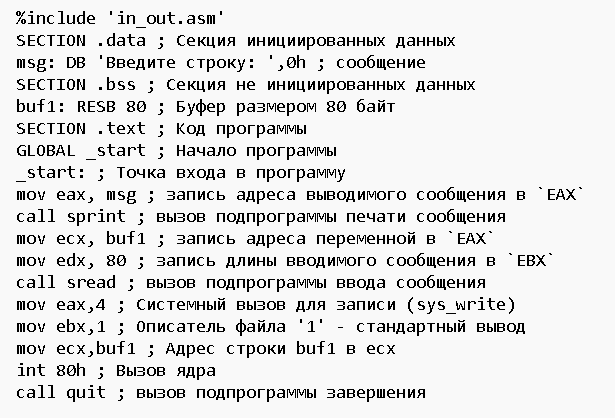 %include 'in_out.asm'
SECTION .data ; Секция инициированных данных
msg: DB 'Введите строку: ',0h ; сообщение
SECTION .bss ; Секция не инициированных данных
buf1: RESB 80 ; Буфер размером 80 байт
SECTION .text ; Код программы
GLOBAL _start ; Начало программы
_start: ; Точка входа в программу
mov eax, msg ; запись адреса выводимого сообщения в `EAX`
call sprint ; вызов подпрограммы печати сообщения
mov ecx, buf1 ; запись адреса переменной в `EAX`
mov edx, 80 ; запись длины вводимого сообщения в `EBX`
call sread ; вызов подпрограммы ввода сообщения
mov eax,4 ; Системный вызов для записи (sys_write)
mov ebx,1 ; Описатель файла '1' - стандартный вывод
mov ecx,buf1 ; Адрес строки buf1 в ecx
int 80h ; Вызов ядра
call quit ; вызов подпрограммы завершения